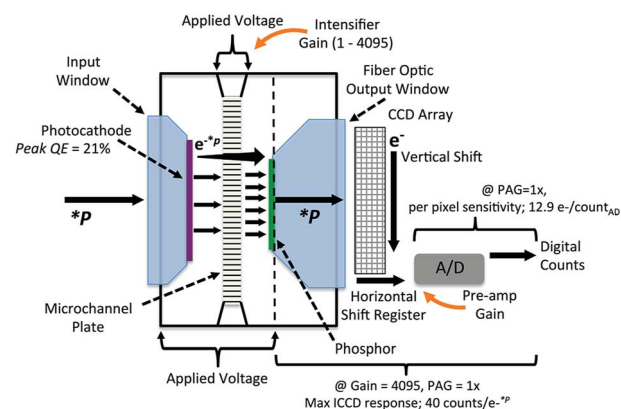 Applied Voltage
Intensifier
Gain (1 - 4095)
Input
Window
Fiber Optic
Output Window
CCD Array
Photocathode
Peak QE = 21%
e-*p
e-
Vertical Shift
@ PAG=1x,
per pixel sensitivity; 12.9 e-/countAD
*P
*P
A/D
Digital
Counts
Microchannel
Plate
Horizontal
Shift Register
Pre-amp
Gain
Phosphor
Applied Voltage
@ Gain = 4095, PAG = 1x
Max ICCD response; 40 counts/e-*p